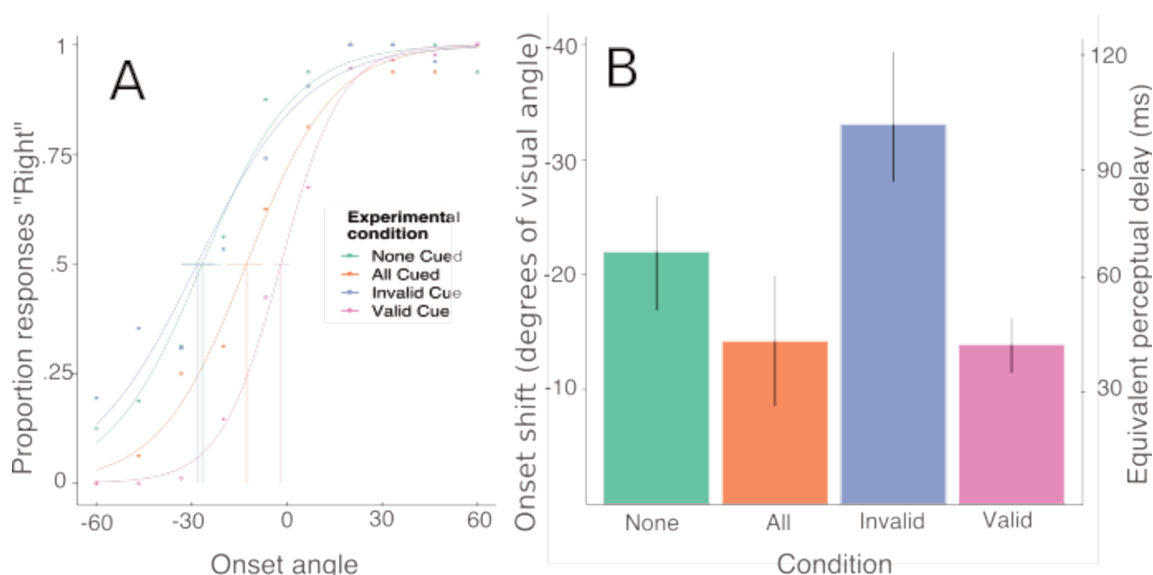 A
Proportion responses "Right"
1
.75
.5
.25
0
-60
-30
0
30
60
Onset angle
Experimental
condition
None Cued
All Cued
Invalid Cue
Valid Cue
B
Onset shift (degrees of visual angle)
-40
-30
-20
-10
None
All
Invalid
Valid
Condition
120
90
60
30
Equivalent perceptual delay (ms)